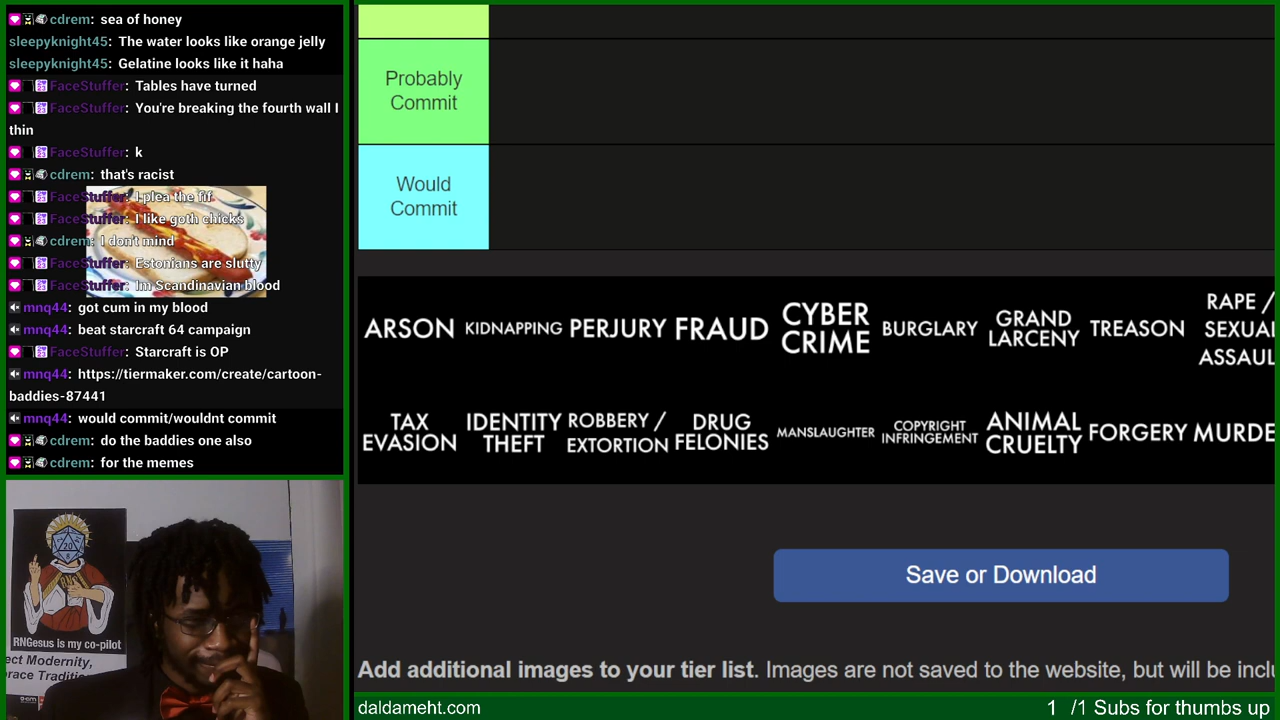 cdrem: sea of honey
sleepyknight45: The water looks like orange jelly
sleepyknight45: Gelatine looks like it haha
FaceStuffer: Tables have turned
FaceStuffer: You're breaking the fourth wall I
thin
FaceStuffer: k
cdrem: that's racist
FaceStuffer: I plea the fif
FaceStuffer: I like goth chicks
cdrem: I don't mind
FaceStuffer: Estonians are slutty
FaceStuffer: Im Scandinavian blood
mnq44: got cum in my blood
mnq44: beat starcraft 64 campaign
FaceStuffer: Starcraft is OP
mnq44: https://tiermaker.com/create/cartoon-
baddies-87441
mnq44: would commit/wouldnt commit
cdrem: do the baddies one also
cdrem: for the memes
RNGesus is my co-pilot
ect Modernity,
brace Traditi
20
Probably
Commit
Would
Commit
ARSON
KIDNAPPING
PERJURY
FRAUD
CYBER
CRIME
BURGLARY
GRAND
LARCENY
TREASON
RAPE /
SEXUAL
ASSAUL
TAX
EVASION
IDENTITY
THEFT
ROBBERY /
EXTORTION
DRUG
FELONIES
MANSLAUGHTER
COPYRIGHT
INFRINGEMENT
ANIMAL
CRUELTY
FORGERY
MURDE
Save or Download
Add additional images to your tier list. Images are not saved to the website, but will be inclu
daldameht.com
1 /1 Subs for thumbs up